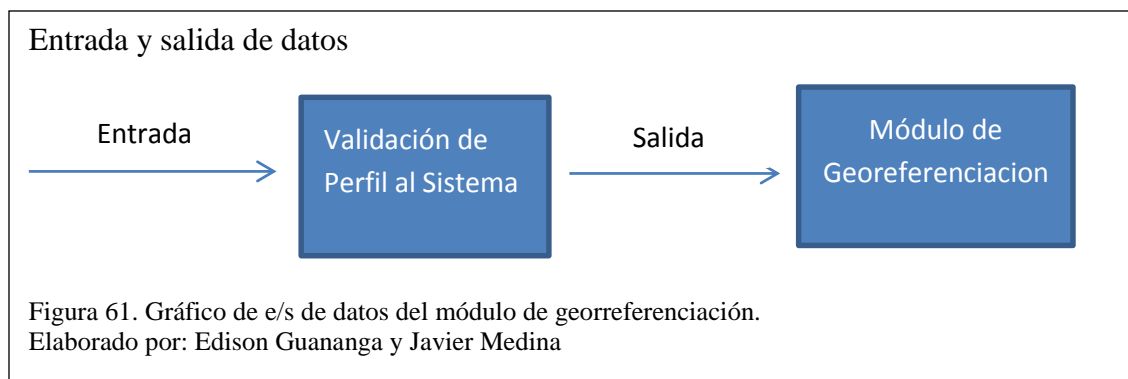 Entrada y salida de datos
Entrada
Validación de
Perfil al Sistema
Salida
Módulo de
Georeferenciacion
Figura 61. Gráfico de e/s de datos del módulo de georreferenciación.
Elaborado por: Edison Guananga y Javier Medina